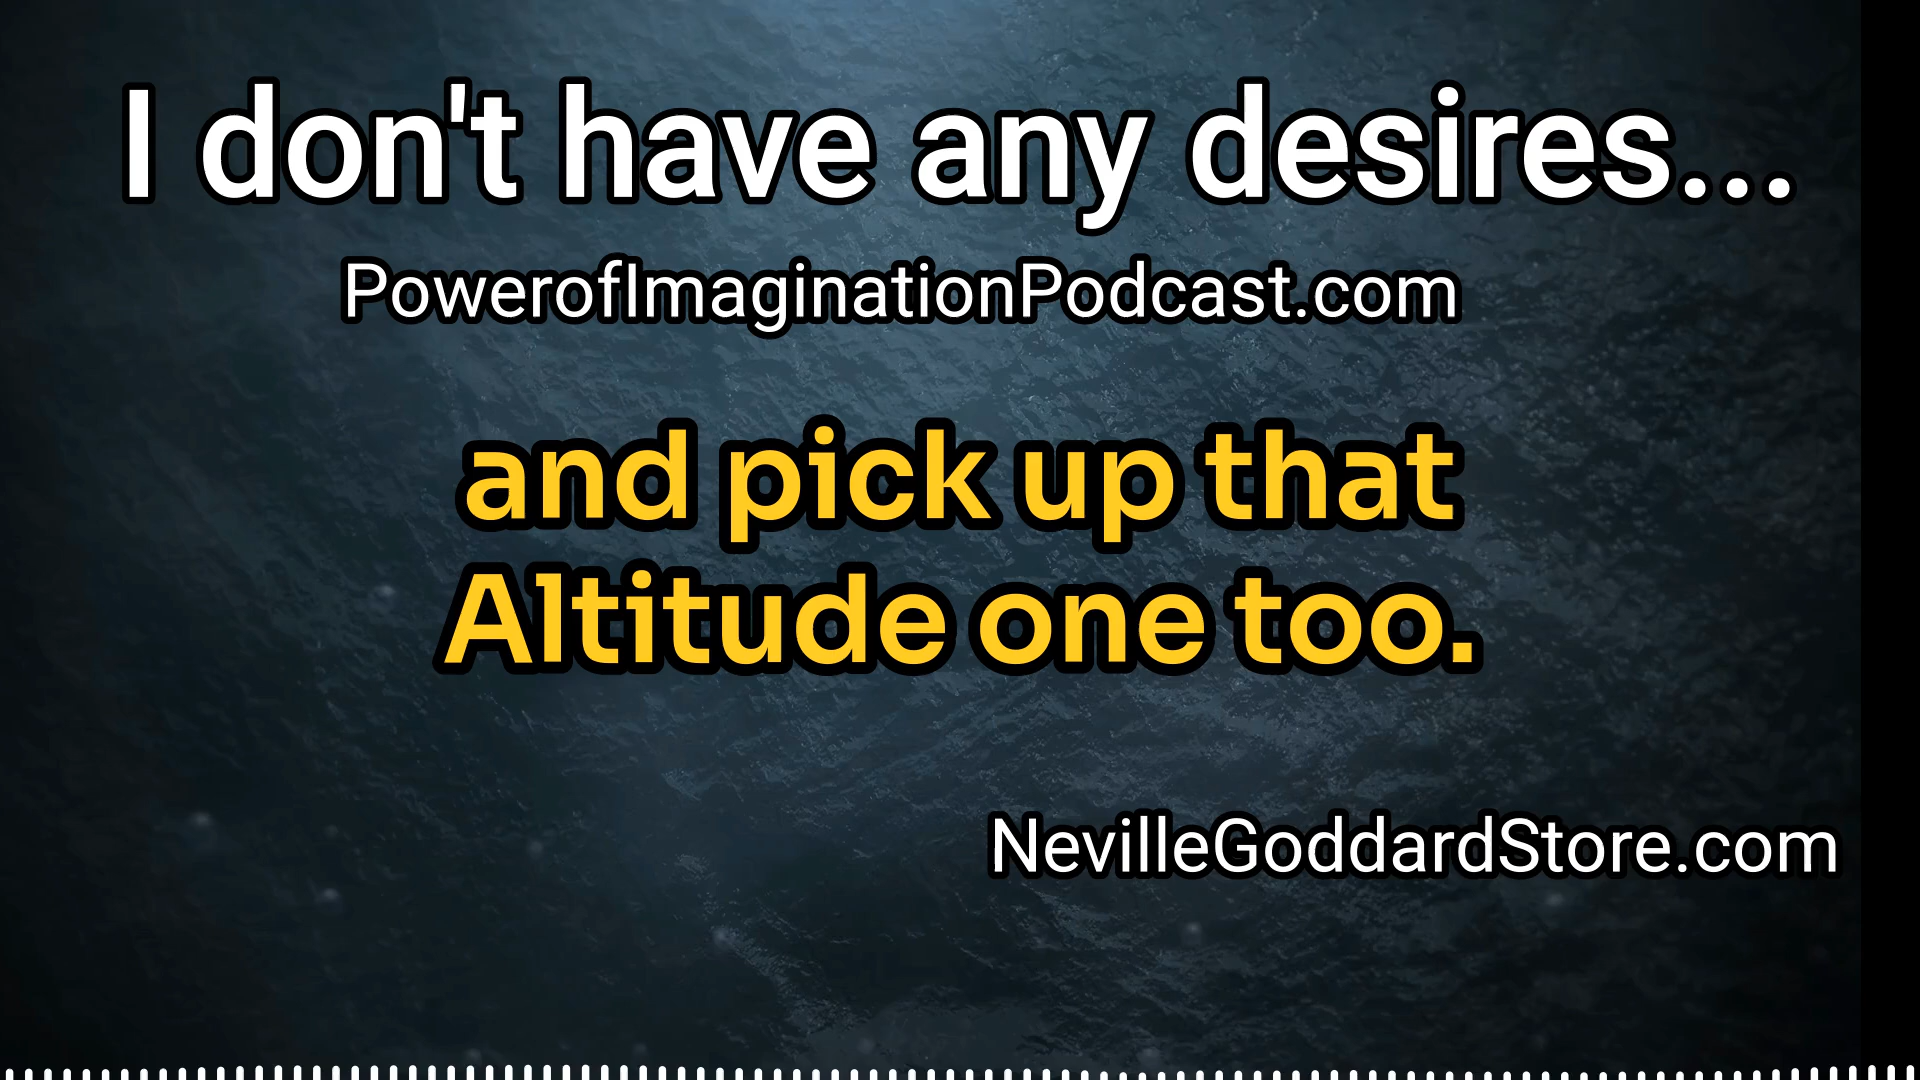 I don't have any desires...
PowerofImaginationPodcast.com
and pick up that
Altitude one too.
NevilleGoddardStore.com